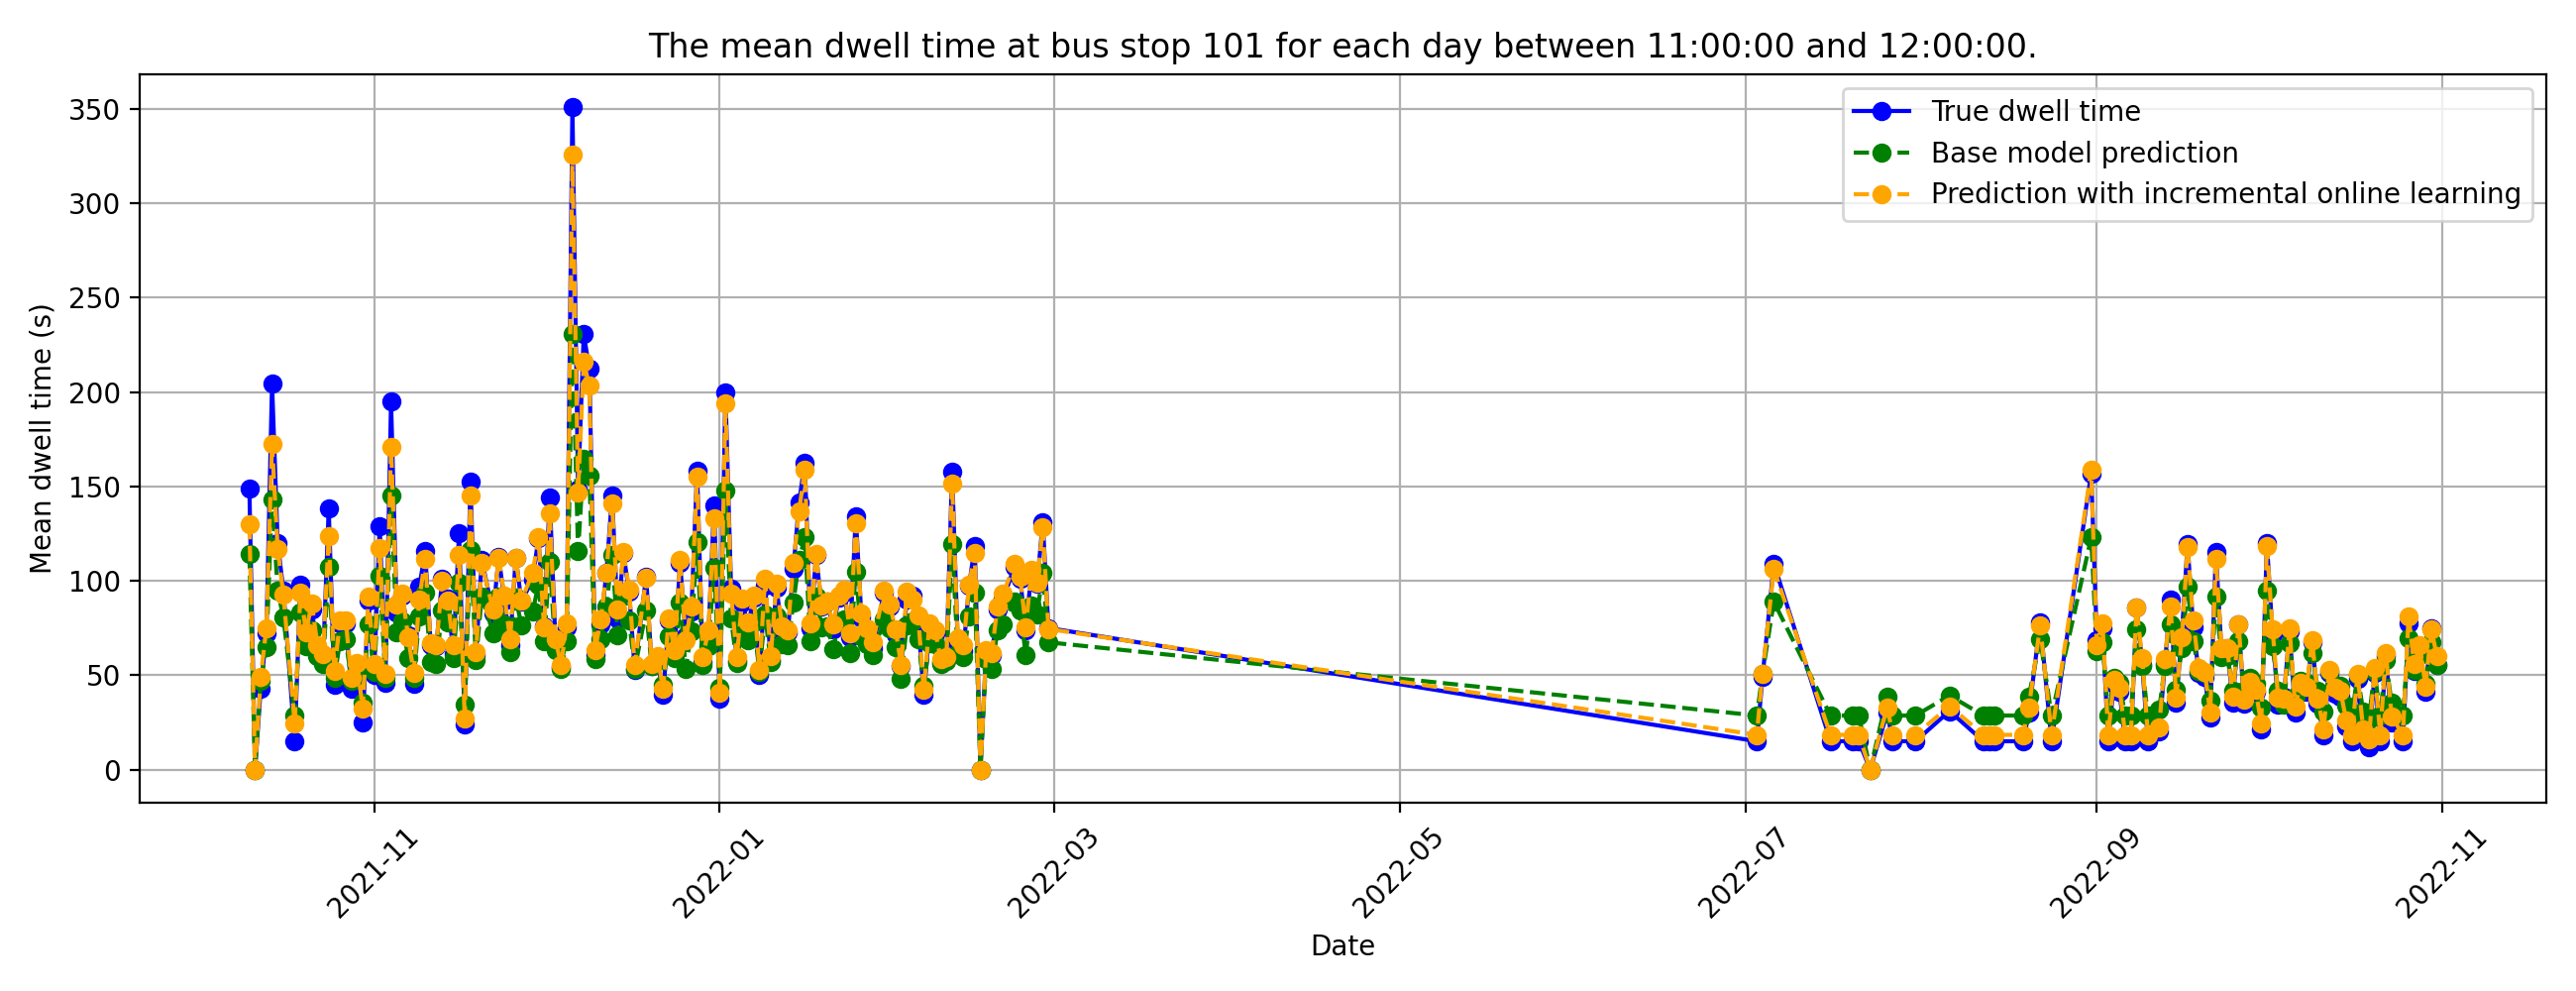 The mean dwell time at bus stop 101 for each day between 11:00:00 and 12:00:00.
Mean dwell time (s)
350
300
250
200
150
100
50
0
True dwell time
Base model prediction
Prediction with incremental online learning
2021-11
2022-01
2022-03
2022-05
2022-07
2022-09
2022-11
Date